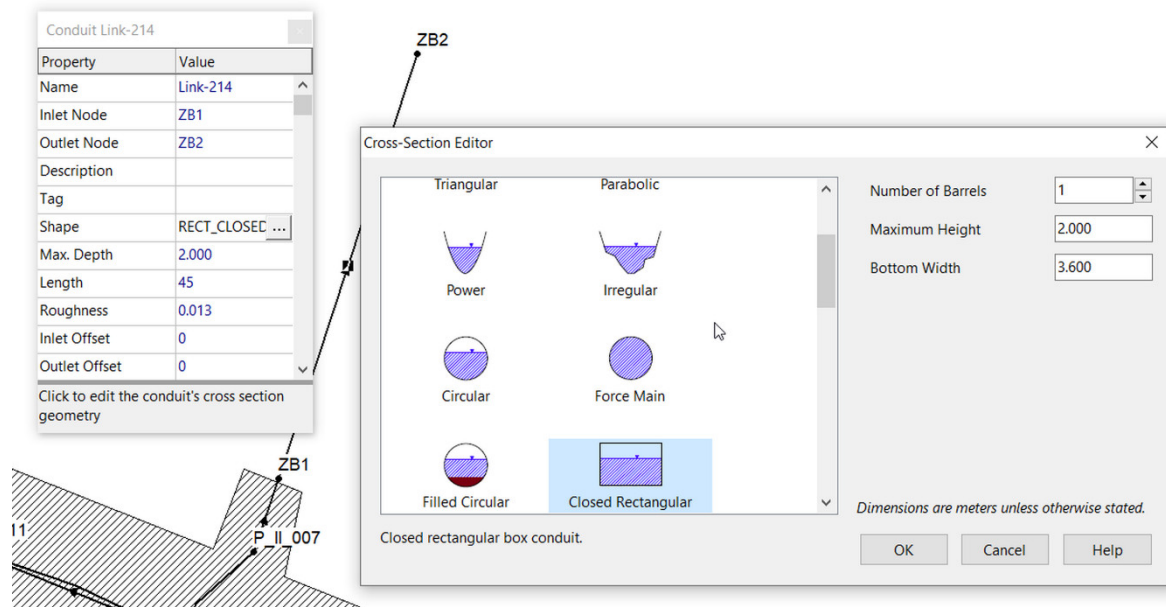 Conduit Link-214
Property Value
Name Link-214
Inlet Node ZB1
Outlet Node ZB2
Description
Tag
Shape RECT_CLOSED ...
Max. Depth 2.000
Length 45
Roughness 0.013
Inlet Offset 0
Outlet Offset 0
Click to edit the conduit's cross section
geometry
ZB2
Cross-Section Editor
Triangular Parabolic
Power Irregular
Circular Force Main
Filled Circular Closed Rectangular
Closed rectangular box conduit.
Number of Barrels 1
Maximum Height 2.000
Bottom Width 3.600
Dimensions are meters unless otherwise stated.
OK Cancel Help
ZB1
11
P_II_007